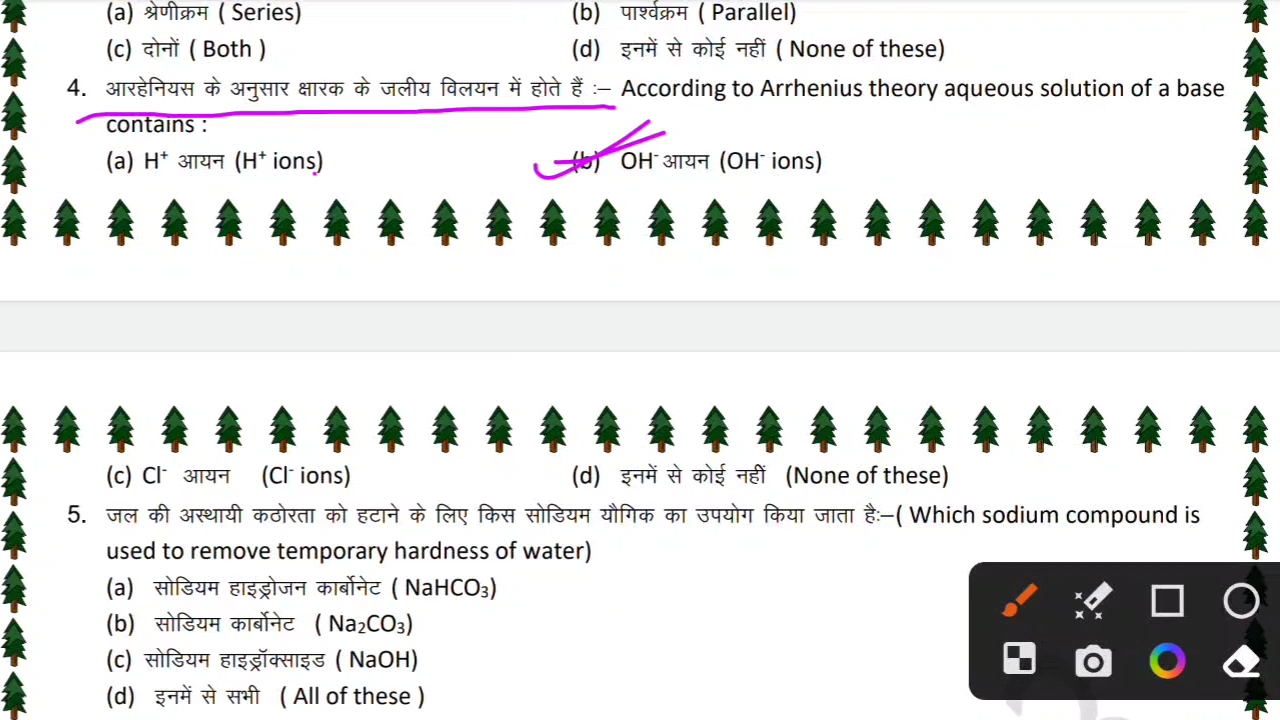 (a) श्रेणीक्रम ( Series) (b) पार्श्वक्रम ( Parallel)
(c) दोनों ( Both ) (d) इनमें से कोई नहीं ( None of these)
4. आरहेनियस के अनुसार क्षारक के जलीय विलयन में होते हैं :– According to Arrhenius theory aqueous solution of a base
contains :
(a) H⁺ आयन (H⁺ ions) (b) OH⁻ आयन (OH⁻ ions)
(c) Cl⁻ आयन (Cl⁻ ions) (d) इनमें से कोई नहीं (None of these)
5. जल की अस्थायी कठोरता को हटाने के लिए किस सोडियम यौगिक का उपयोग किया जाता है:–( Which sodium compound is
used to remove temporary hardness of water)
(a) सोडियम हाइड्रोजन कार्बोनेट ( NaHCO₃)
(b) सोडियम कार्बोनेट ( Na₂CO₃)
(c) सोडियम हाइड्रॉक्साइड ( NaOH)
(d) इनमें से सभी ( All of these )